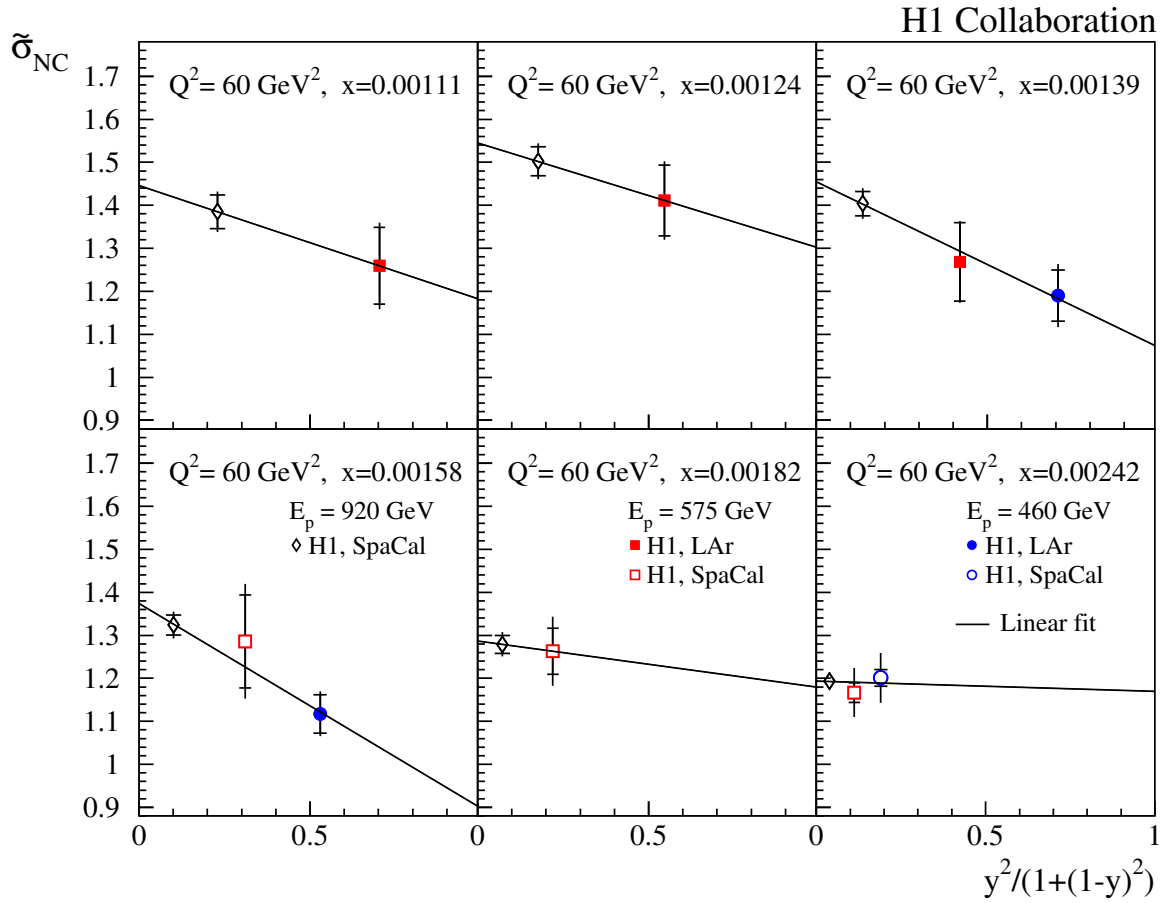 H1 Collaboration
σ̃_NC
Q²= 60 GeV², x=0.00111
Q²= 60 GeV², x=0.00124
Q²= 60 GeV², x=0.00139
1.7
1.6
1.5
1.4
1.3
1.2
1.1
1
0.9
Q²= 60 GeV², x=0.00158
E_p = 920 GeV
H1, SpaCal
Q²= 60 GeV², x=0.00182
E_p = 575 GeV
H1, LAr
H1, SpaCal
Q²= 60 GeV², x=0.00242
E_p = 460 GeV
H1, LAr
H1, SpaCal
Linear fit
1.7
1.6
1.5
1.4
1.3
1.2
1.1
1
0.9
0 0.5 0 0.5 0 0.5 1
y²/(1+(1-y)²)